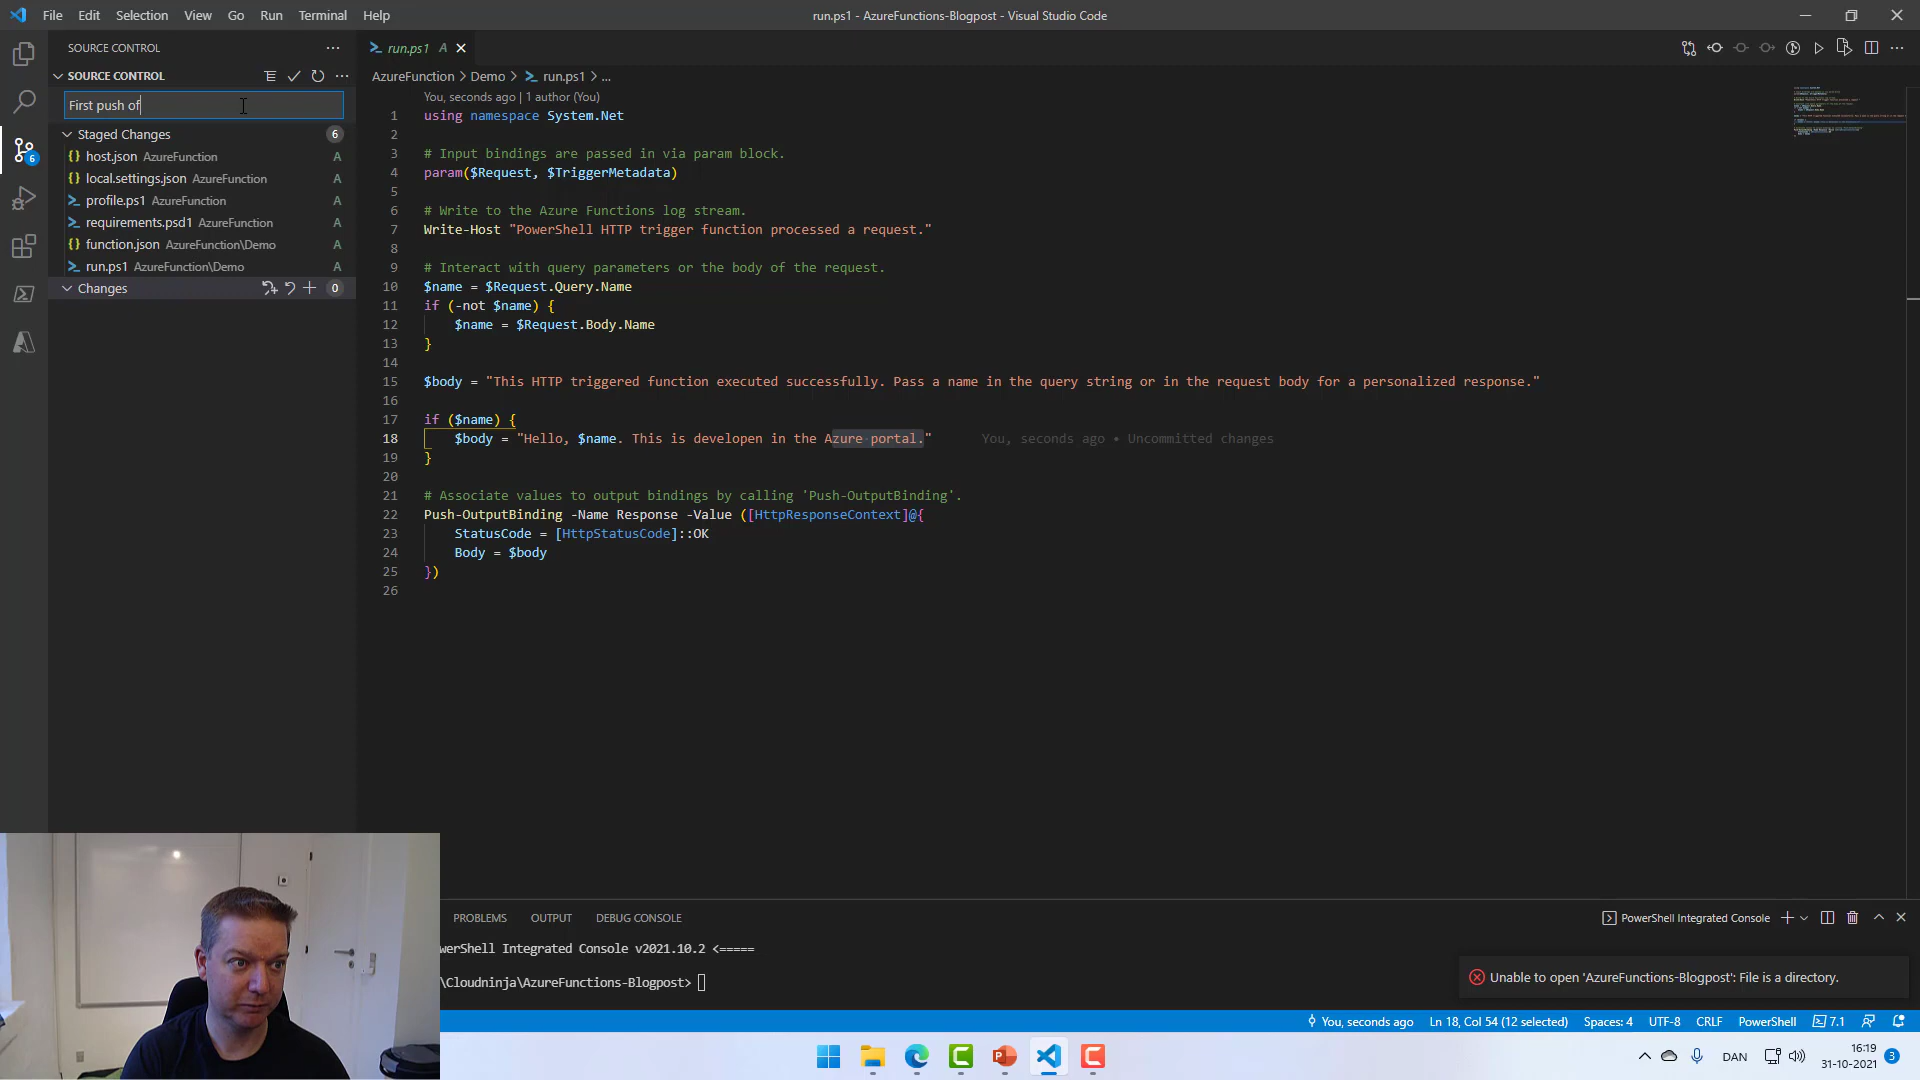 File Edit Selection View Go Run Terminal Help
run.ps1 - AzureFunctions-Blogpost - Visual Studio Code
SOURCE CONTROL
SOURCE CONTROL
First push of
Staged Changes 6
host.json AzureFunction A
local.settings.json AzureFunction A
profile.ps1 AzureFunction A
requirements.psd1 AzureFunction A
function.json AzureFunction\Demo A
run.ps1 AzureFunction\Demo A
Changes 0
6
run.ps1 A
AzureFunction > Demo > run.ps1 > ...
You, seconds ago | 1 author (You)
1 using namespace System.Net
2
3 # Input bindings are passed in via param block.
4 param($Request, $TriggerMetadata)
5
6 # Write to the Azure Functions log stream.
7 Write-Host "PowerShell HTTP trigger function processed a request."
8
9 # Interact with query parameters or the body of the request.
10 $name = $Request.Query.Name
11 if (-not $name) {
12 $name = $Request.Body.Name
13 }
14
15 $body = "This HTTP triggered function executed successfully. Pass a name in the query string or in the request body for a personalized response."
16
17 if ($name) {
18 $body = "Hello, $name. This is developen in the Azure portal." You, seconds ago • Uncommitted changes
19 }
20
21 # Associate values to output bindings by calling 'Push-OutputBinding'.
22 Push-OutputBinding -Name Response -Value ([HttpResponseContext]@{
23 StatusCode = [HttpStatusCode]::OK
24 Body = $body
25 })
26
PROBLEMS OUTPUT DEBUG CONSOLE
PowerShell Integrated Console
werShell Integrated Console v2021.10.2 <=====
\Cloudninja\AzureFunctions-Blogpost>
Unable to open 'AzureFunctions-Blogpost': File is a directory.
You, seconds ago Ln 18, Col 54 (12 selected) Spaces: 4 UTF-8 CRLF PowerShell 7.1
DAN
16:19
31-10-2021
3